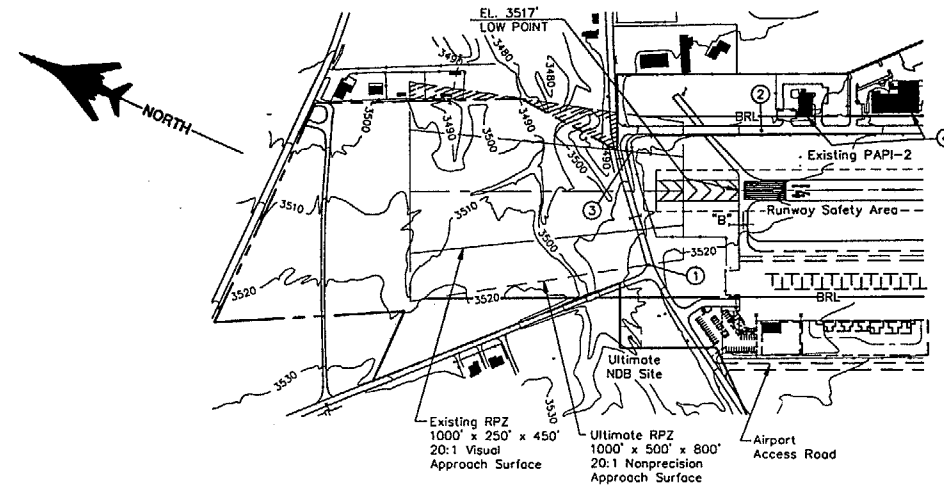 EL. 3517'
LOW POINT
3480
3490
3480
NORTH
3500
3490
3500
3490
3500
②
BRL
④
Existing PAPI-2
3510
3510
③
"B"
Runway Safety Area
3500
3520
3520
3520
①
BRL
3530
3530
Ultimate
NDB Site
Existing RPZ
1000' x 250' x 450'
20:1 Visual
Approach Surface
Ultimate RPZ
1000' x 500' x 800'
20:1 Nonprecision
Approach Surface
Airport
Access Road